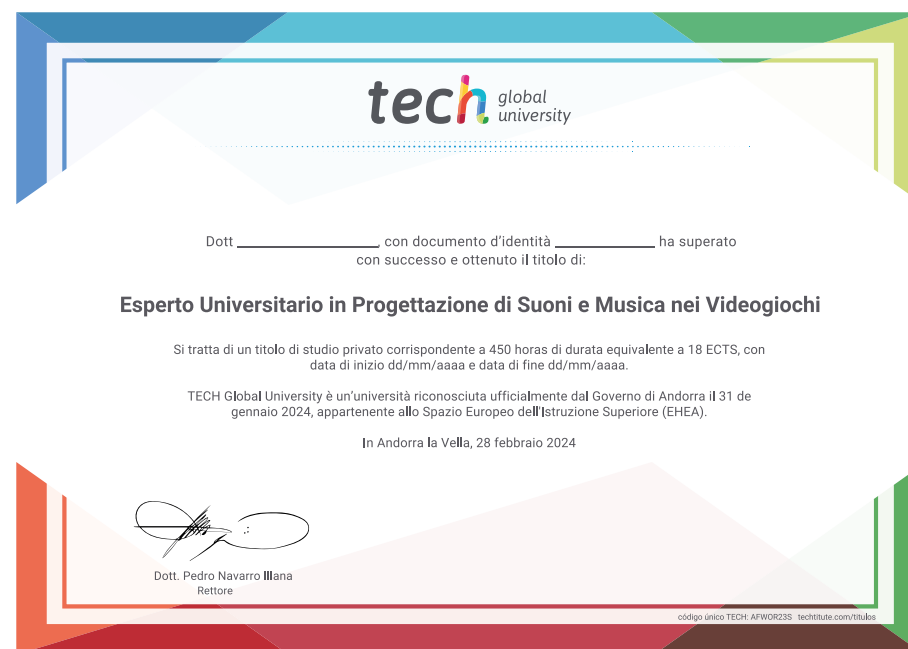 tech global university
Dott ________________, con documento d'identità ______________ ha superato
con successo e ottenuto il titolo di:
Esperto Universitario in Progettazione di Suoni e Musica nei Videogiochi
Si tratta di un titolo di studio privato corrispondente a 450 horas di durata equivalente a 18 ECTS, con
data di inizio dd/mm/aaaa e data di fine dd/mm/aaaa.
TECH Global University è un'università riconosciuta ufficialmente dal Governo di Andorra il 31 de
gennaio 2024, appartenente allo Spazio Europeo dell'Istruzione Superiore (EHEA).
In Andorra la Vella, 28 febbraio 2024
Dott. Pedro Navarro Illana
Rettore
código único TECH: AFWOR23S techtitute.com/titulos